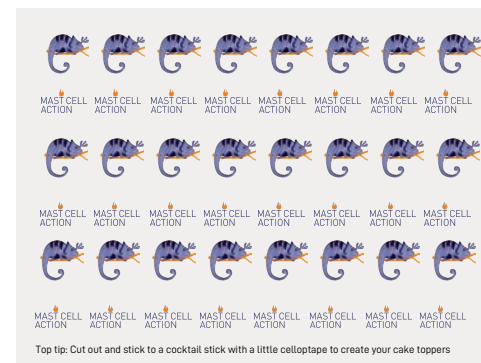 MAST CELL MAST CELL MAST CELL MAST CELL MAST CELL MAST CELL MAST CELL MAST CELL
ACTION ACTION ACTION ACTION ACTION ACTION ACTION ACTION
MAST CELL MAST CELL MAST CELL MAST CELL MAST CELL MAST CELL MAST CELL MAST CELL
ACTION ACTION ACTION ACTION ACTION ACTION ACTION ACTION
MAST CELL MAST CELL MAST CELL MAST CELL MAST CELL MAST CELL MAST CELL MAST CELL
ACTION ACTION ACTION ACTION ACTION ACTION ACTION ACTION
Top tip: Cut out and stick to a cocktail stick with a little celloptape to create your cake toppers